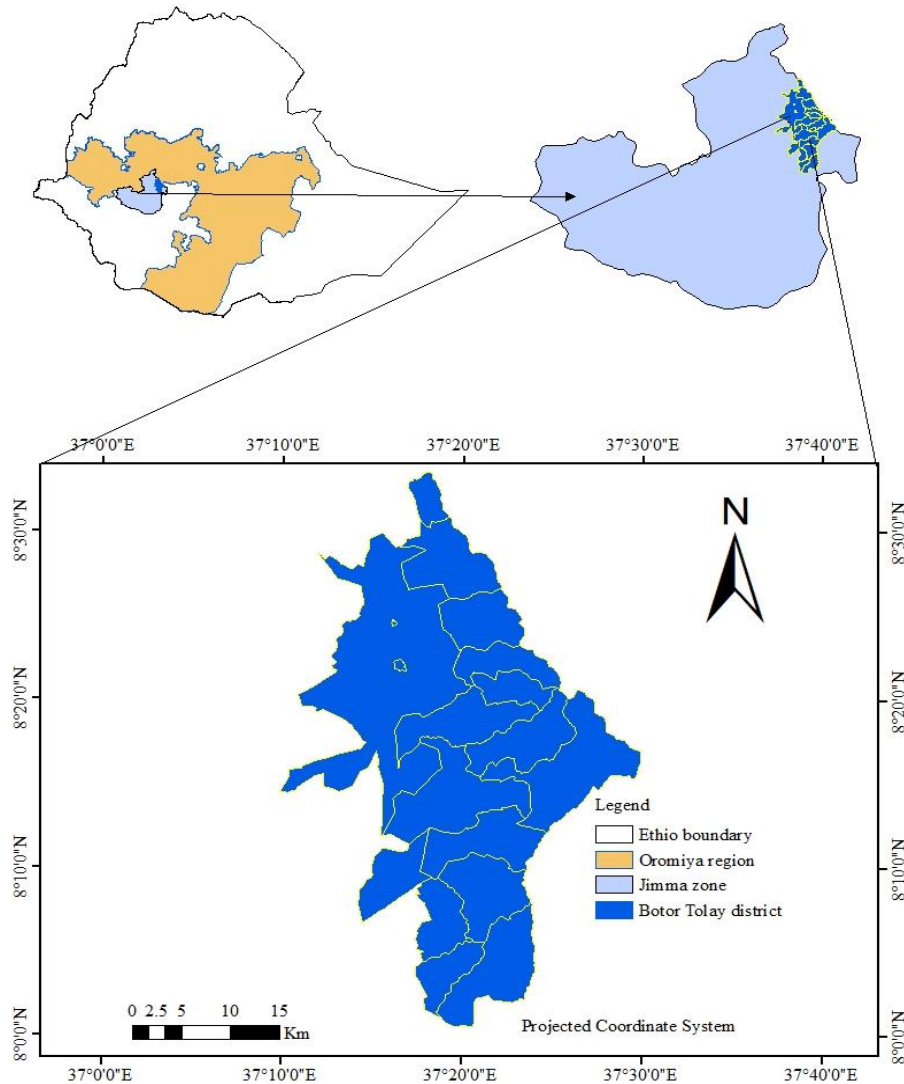 37°0'0"E 37°10'0"E 37°20'0"E 37°30'0"E 37°40'0"E
N
8°30'0"N 8°30'0"N
8°20'0"N 8°20'0"N
Legend
Ethio boundary
Oromiya region
Jimma zone
Botor Tolay district
8°10'0"N 8°10'0"N
0 2.5 5 10 15
Km
Projected Coordinate System
8°0'0"N 8°0'0"N
37°0'0"E 37°10'0"E 37°20'0"E 37°30'0"E 37°40'0"E